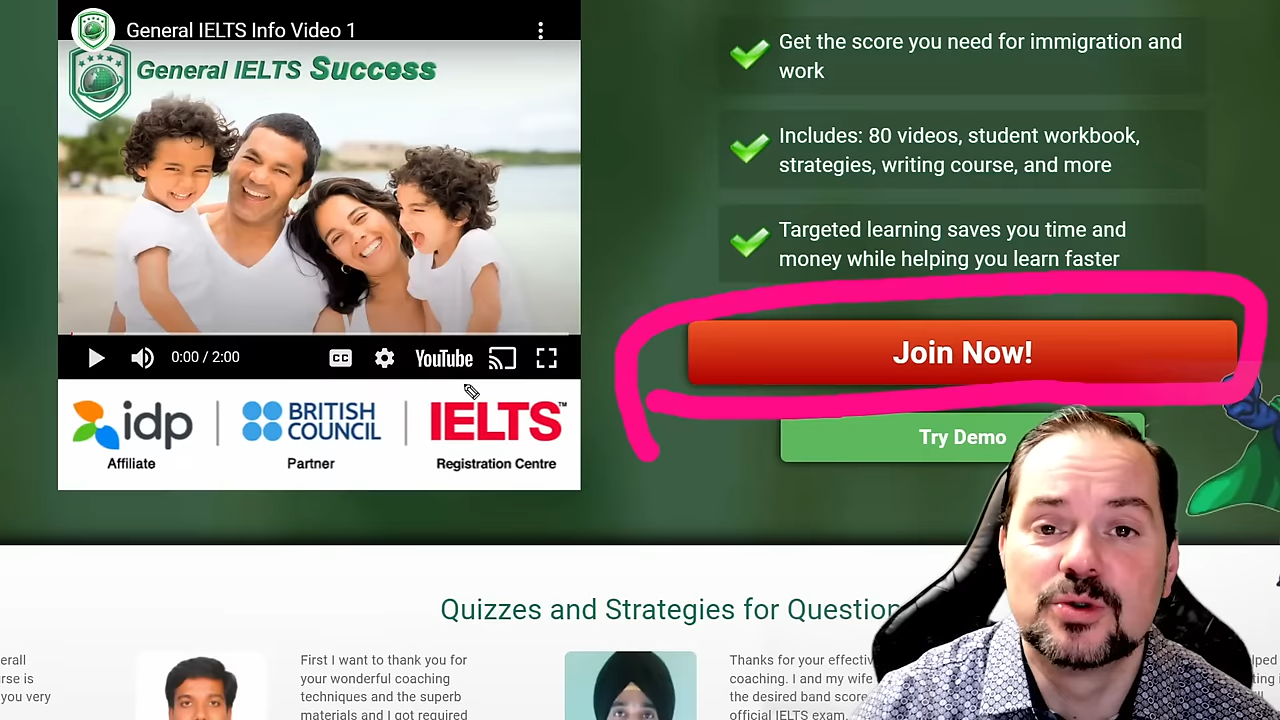 General IELTS Info Video 1
General IELTS Success
0:00 / 2:00
CC
YouTube
idp
Affiliate
BRITISH
COUNCIL
Partner
IELTS™
Registration Centre
Get the score you need for immigration and
work
Includes: 80 videos, student workbook,
strategies, writing course, and more
Targeted learning saves you time and
money while helping you learn faster
Join Now!
Try Demo
Quizzes and Strategies for Question
erall
rse is
you very
First I want to thank you for
your wonderful coaching
techniques and the superb
materials and I got required
Thanks for your effectiv
coaching. I and my wife
the desired band score
official IELTS exam.
lped